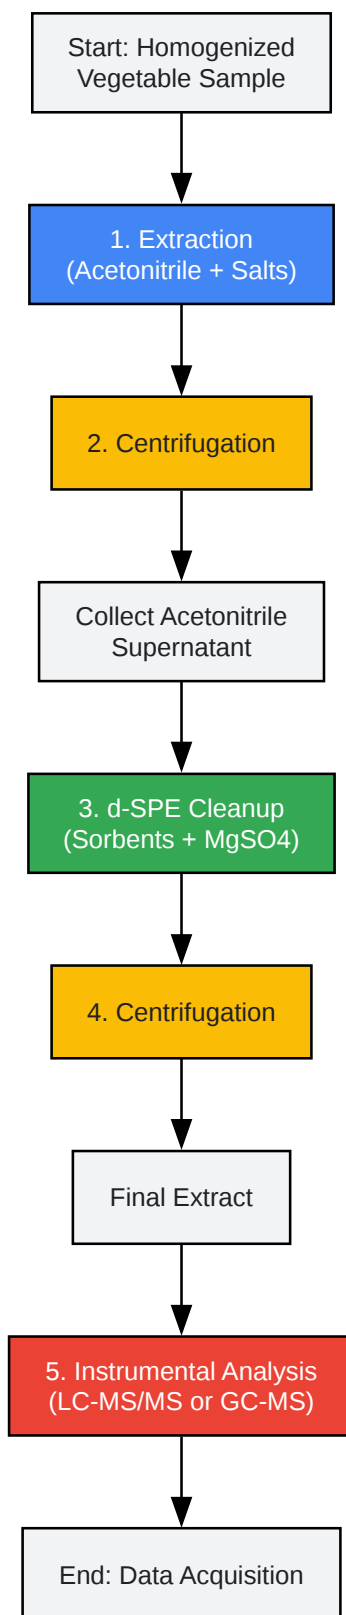 Start: Homogenized
Vegetable Sample
1. Extraction
(Acetonitrile + Salts)
2. Centrifugation
Collect Acetonitrile
Supernatant
3. d-SPE Cleanup
(Sorbents + MgSO4)
4. Centrifugation
Final Extract
5. Instrumental Analysis
(LC-MS/MS or GC-MS)
End: Data Acquisition